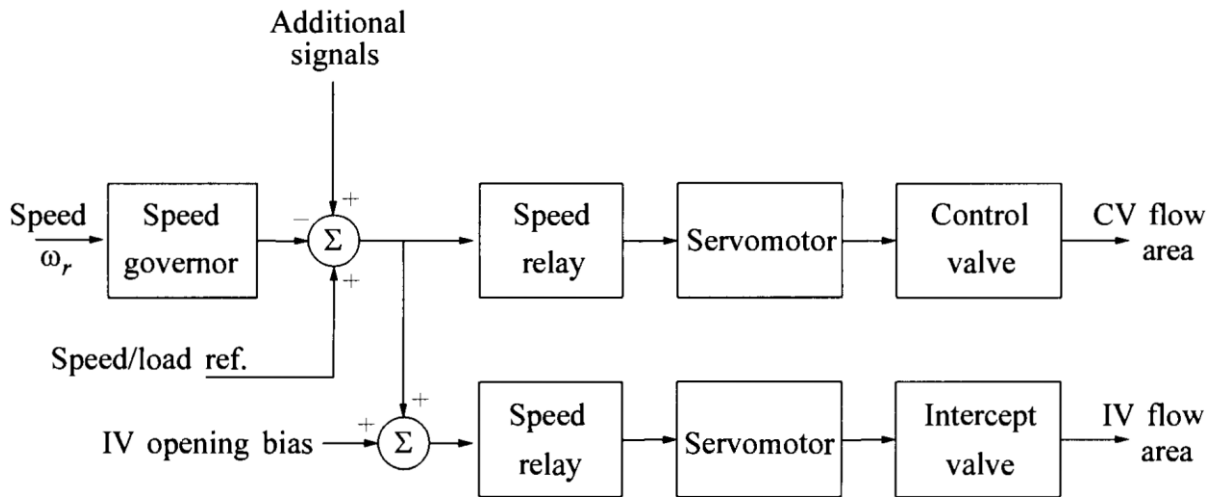 Additional
signals
+
Speed
ω_r
Speed
governor
−
Σ
+
Speed
relay
Servomotor
Control
valve
CV flow
area
Speed/load ref.
+
+
IV opening bias
Σ
Speed
relay
Servomotor
Intercept
valve
IV flow
area